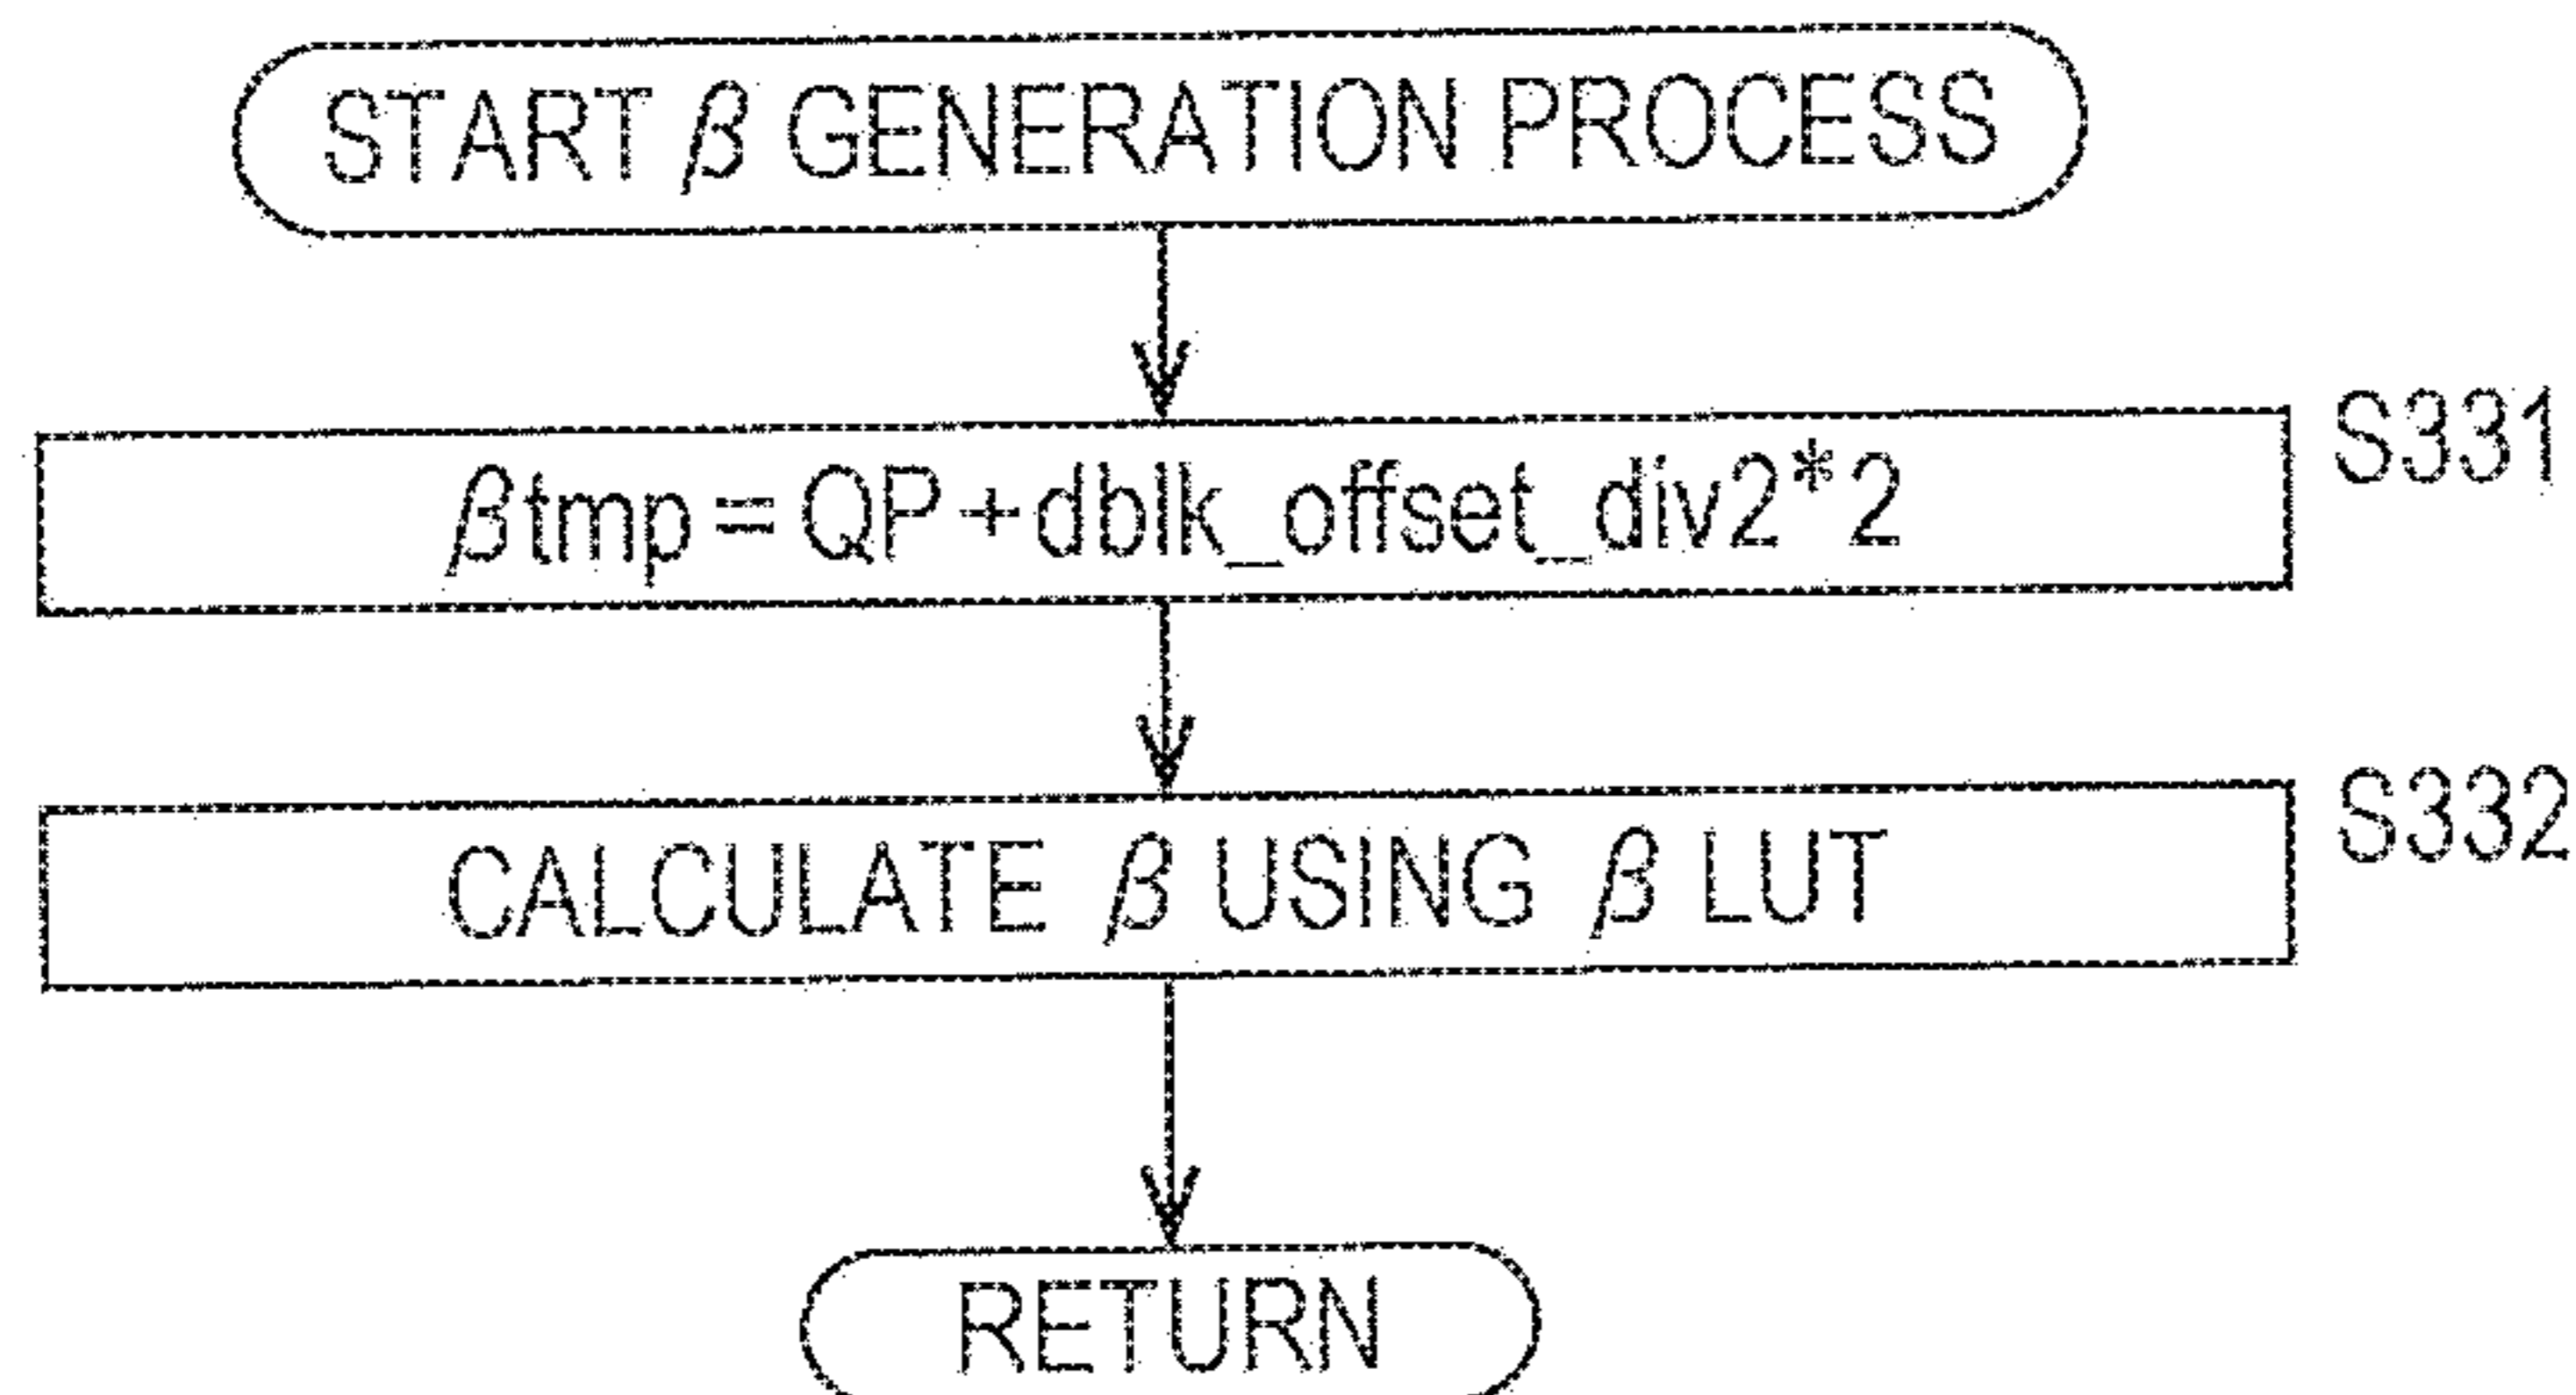 START β GENERATION PROCESS
S331
βtmp = QP + dblk_offset_div2*2
S332
CALCULATE β USING β LUT
RETURN